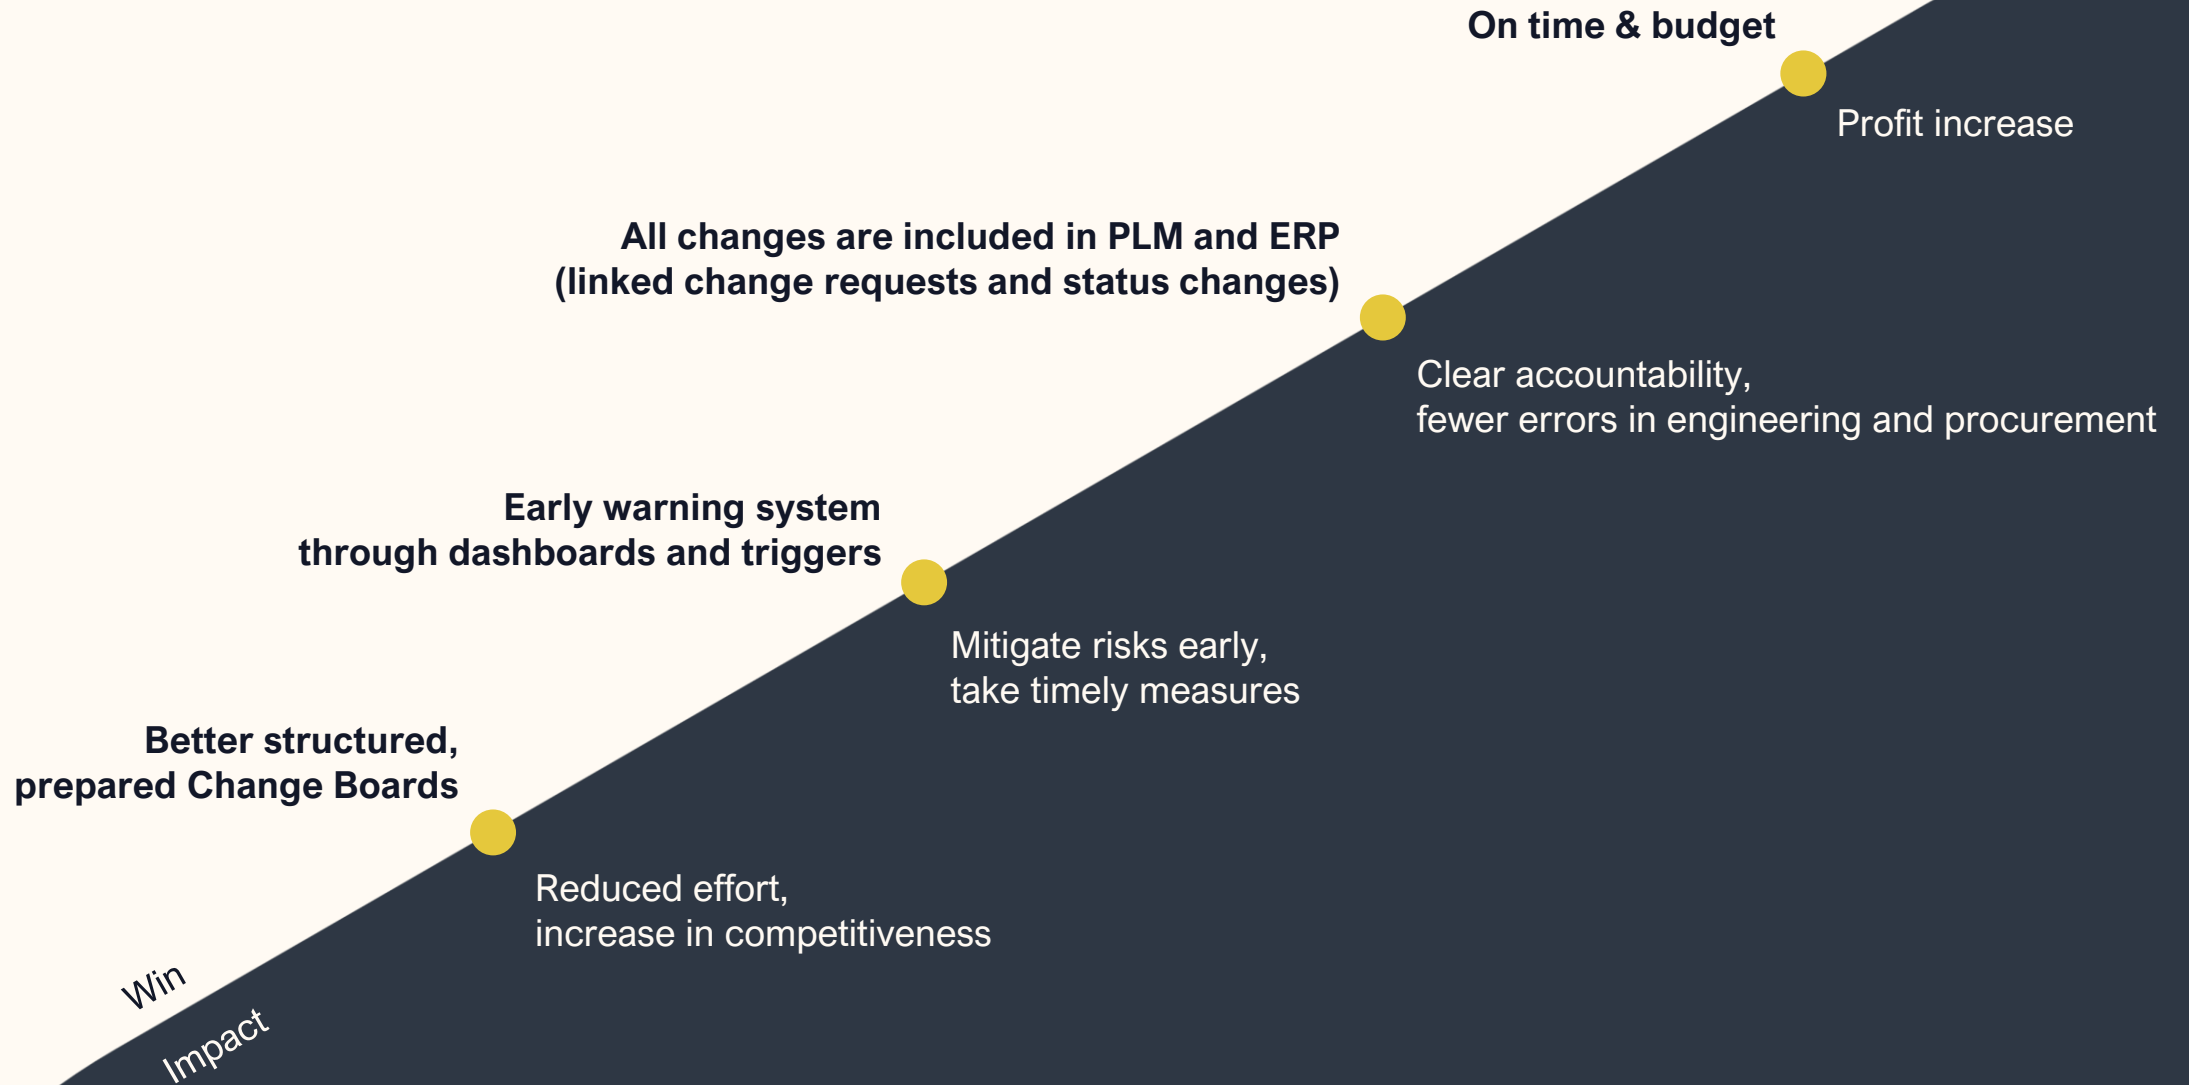 On time & budget
Profit increase
All changes are included in PLM and ERP
(linked change requests and status changes)
Clear accountability,
fewer errors in engineering and procurement
Early warning system
through dashboards and triggers
Mitigate risks early,
take timely measures
Better structured,
prepared Change Boards
Reduced effort,
increase in competitiveness
Win
Impact